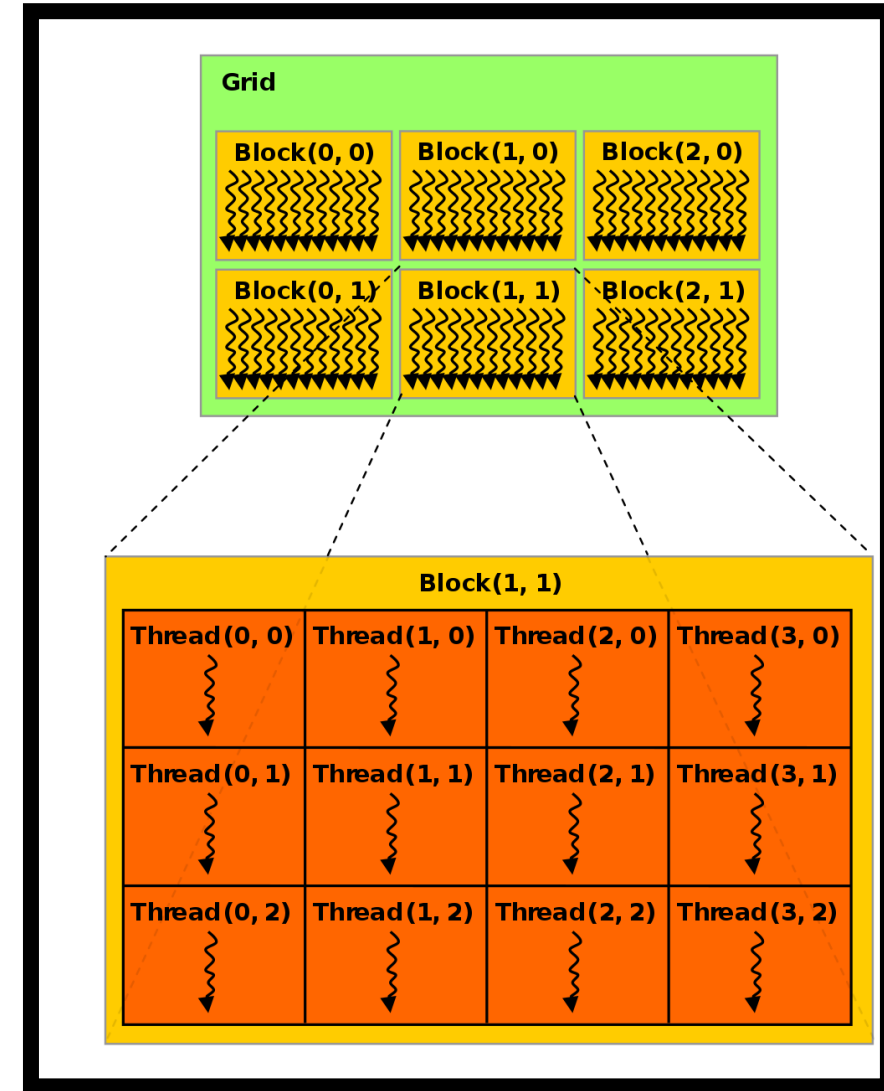 Grid
Block(0, 0) Block(1, 0) Block(2, 0)
Block(0, 1) Block(1, 1) Block(2, 1)
Block(1, 1)
Thread(0, 0) Thread(1, 0) Thread(2, 0) Thread(3, 0)
Thread(0, 1) Thread(1, 1) Thread(2, 1) Thread(3, 1)
Thread(0, 2) Thread(1, 2) Thread(2, 2) Thread(3, 2)